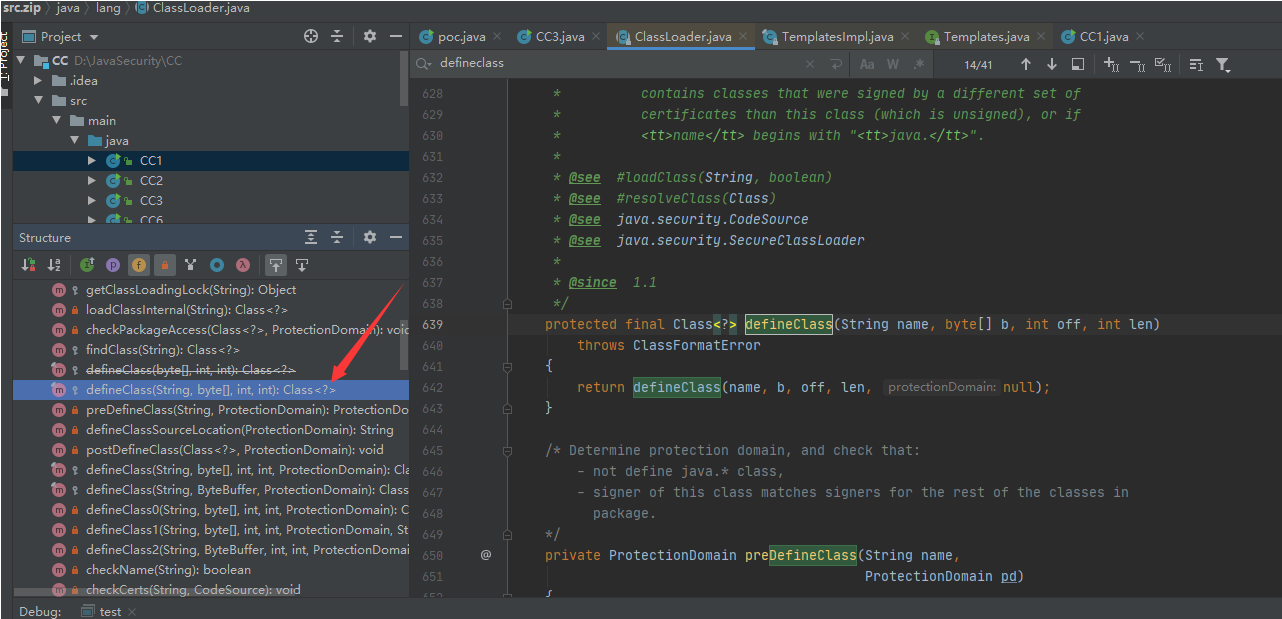 src.zip java lang ClassLoader.java
Project
Project
poc.java
CC3.java
ClassLoader.java
TemplatesImpl.java
Templates.java
CC1.java
CC D:\JavaSecurity\CC
.idea
src
main
java
CC1
CC2
CC3
CC6
Structure
getClassLoadingLock(String): Object
loadClassInternal(String): Class<?>
checkPackageAccess(Class<?>, ProtectionDomain): void
findClass(String): Class<?>
defineClass(byte[], int, int): Class<?>
defineClass(String, byte[], int, int): Class<?>
preDefineClass(String, ProtectionDomain): ProtectionDo
defineClassSourceLocation(ProtectionDomain): String
postDefineClass(Class<?>, ProtectionDomain): void
defineClass(String, byte[], int, int, ProtectionDomain): Cla
defineClass(String, ByteBuffer, ProtectionDomain): Class
defineClass0(String, byte[], int, int, ProtectionDomain): C
defineClass1(String, byte[], int, int, ProtectionDomain, St
defineClass2(String, ByteBuffer, int, int, ProtectionDomai
checkName(String): boolean
checkCerts(String, CodeSource): void
defineclass
Aa W .*
14/41
628 * contains classes that were signed by a different set of
629 * certificates than this class (which is unsigned), or if
630 * <tt>name</tt> begins with "<tt>java.</tt>".
631 *
632 * @see #loadClass(String, boolean)
633 * @see #resolveClass(Class)
634 * @see java.security.CodeSource
635 * @see java.security.SecureClassLoader
636 *
637 * @since 1.1
638 */
639 protected final Class<?> defineClass(String name, byte[] b, int off, int len)
640 throws ClassFormatError
641 {
642 return defineClass(name, b, off, len, protectionDomain: null);
643 }
644
645 /* Determine protection domain, and check that:
646 - not define java.* class,
647 - signer of this class matches signers for the rest of the classes in
648 package.
649 */
650 @ private ProtectionDomain preDefineClass(String name,
651 ProtectionDomain pd)
652 {
Debug: test